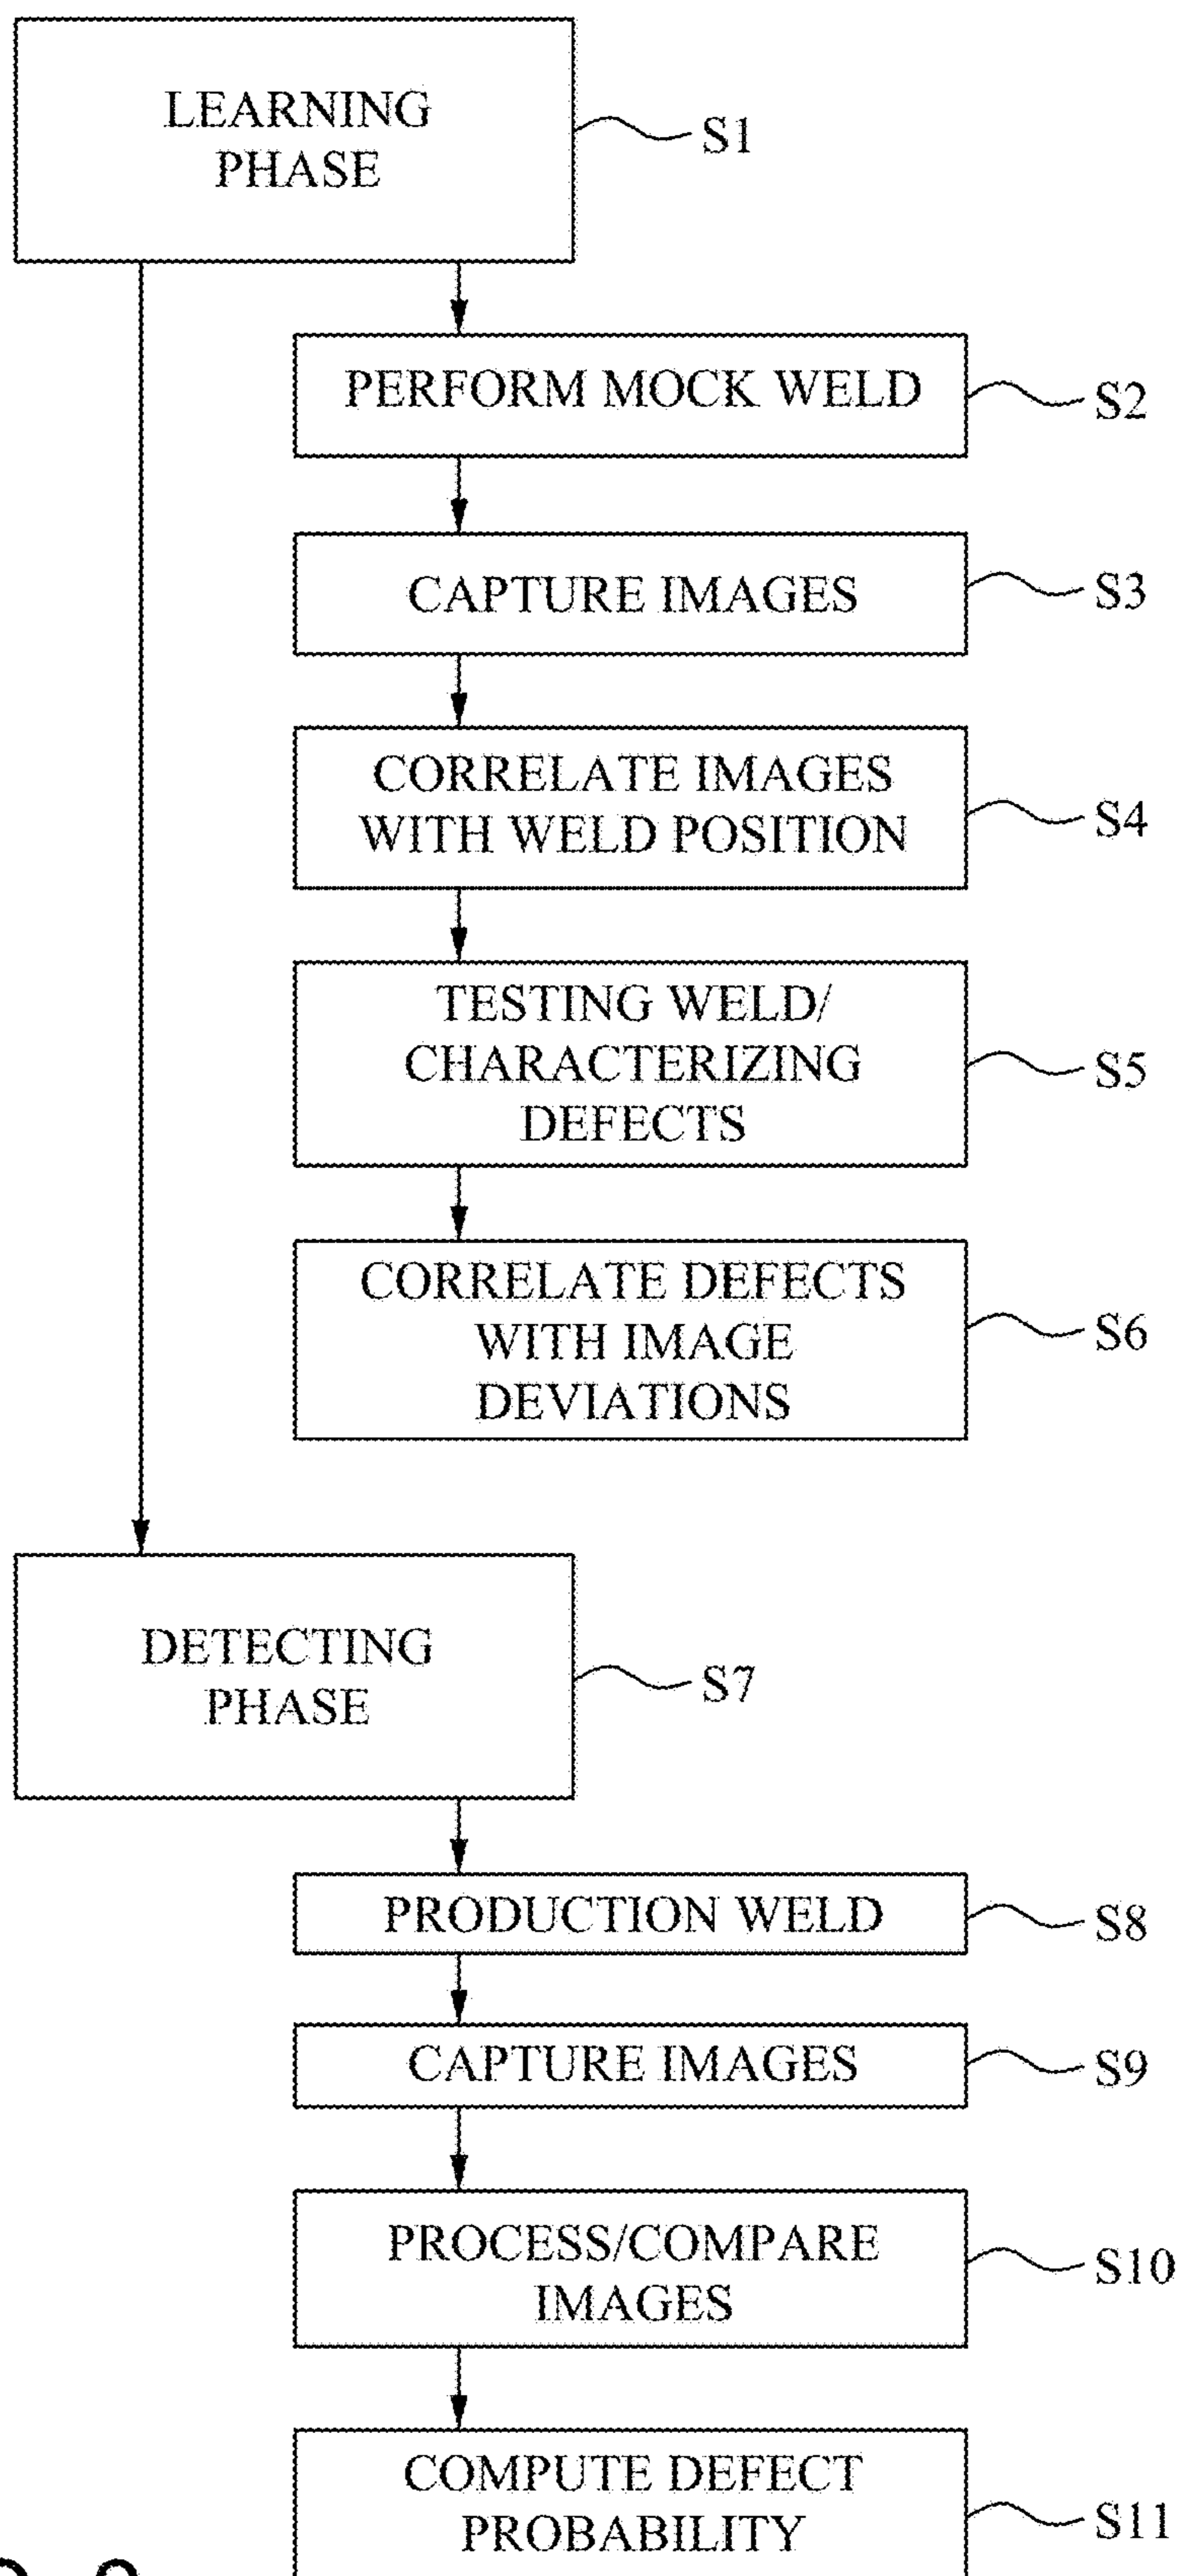 LEARNING
PHASE
S1
PERFORM MOCK WELD
S2
CAPTURE IMAGES
S3
CORRELATE IMAGES
WITH WELD POSITION
S4
TESTING WELD/
CHARACTERIZING
DEFECTS
S5
CORRELATE DEFECTS
WITH IMAGE
DEVIATIONS
S6
DETECTING
PHASE
S7
PRODUCTION WELD
S8
CAPTURE IMAGES
S9
PROCESS/COMPARE
IMAGES
S10
COMPUTE DEFECT
PROBABILITY
S11